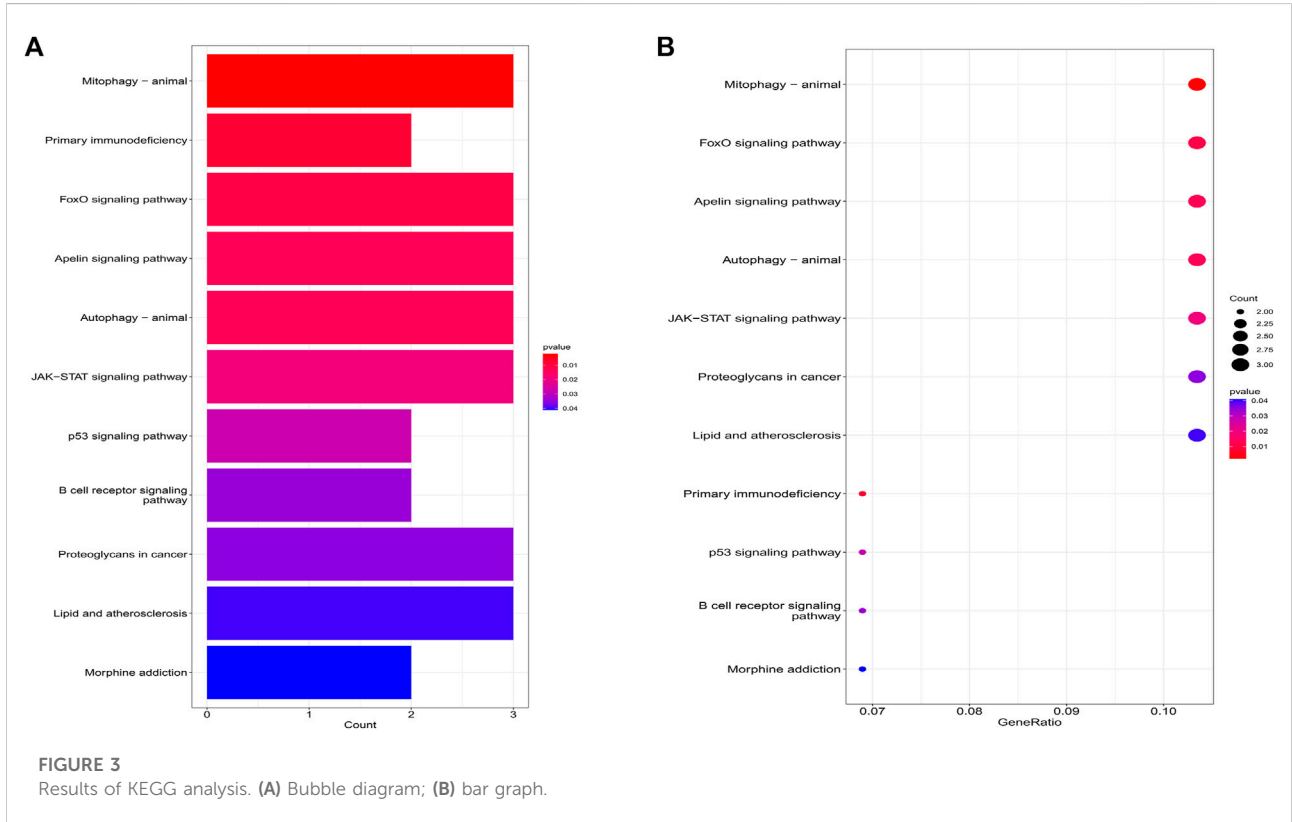 A
Mitophagy − animal
Primary immunodeficiency
FoxO signaling pathway
Apelin signaling pathway
Autophagy − animal
JAK−STAT signaling pathway
p53 signaling pathway
B cell receptor signaling
pathway
Proteoglycans in cancer
Lipid and atherosclerosis
Morphine addiction
0 1 2 3
Count
pvalue
0.01
0.02
0.03
0.04
B
Mitophagy − animal
FoxO signaling pathway
Apelin signaling pathway
Autophagy − animal
JAK−STAT signaling pathway
Proteoglycans in cancer
Lipid and atherosclerosis
Primary immunodeficiency
p53 signaling pathway
B cell receptor signaling
pathway
Morphine addiction
0.07 0.08 0.09 0.10
GeneRatio
Count
2.00
2.25
2.50
2.75
3.00
pvalue
0.04
0.03
0.02
0.01
FIGURE 3
Results of KEGG analysis. (A) Bubble diagram; (B) bar graph.